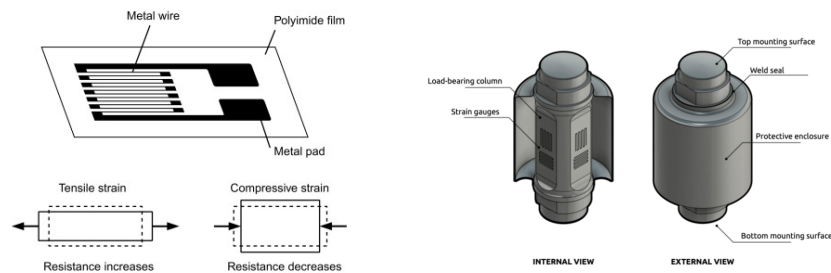 Metal wire
Polyimide film
Metal pad
Tensile strain
Compressive strain
Resistance increases
Resistance decreases
Load-bearing column
Strain gauges
INTERNAL VIEW
Top mounting surface
Weld seal
Protective enclosure
Bottom mounting surface
EXTERNAL VIEW